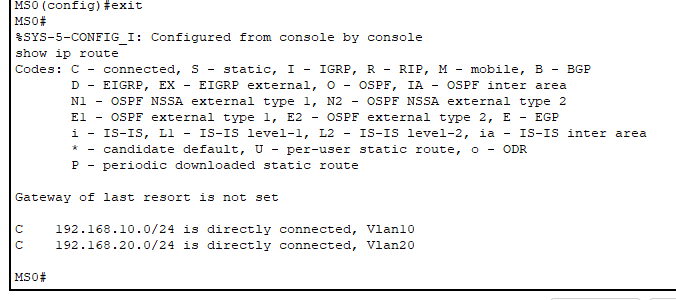 MS0(config)#exit
MS0#
%SYS-5-CONFIG_I: Configured from console by console
show ip route
Codes: C - connected, S - static, I - IGRP, R - RIP, M - mobile, B - BGP
       D - EIGRP, EX - EIGRP external, O - OSPF, IA - OSPF inter area
       N1 - OSPF NSSA external type 1, N2 - OSPF NSSA external type 2
       E1 - OSPF external type 1, E2 - OSPF external type 2, E - EGP
       i - IS-IS, L1 - IS-IS level-1, L2 - IS-IS level-2, ia - IS-IS inter area
       * - candidate default, U - per-user static route, o - ODR
       P - periodic downloaded static route

Gateway of last resort is not set

C    192.168.10.0/24 is directly connected, Vlan10
C    192.168.20.0/24 is directly connected, Vlan20

MS0#